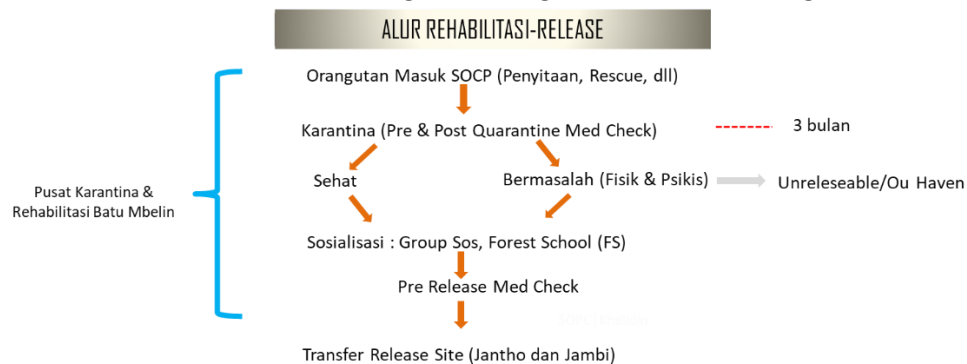 ALUR REHABILITASI-RELEASE
Orangutan Masuk SOCP (Penyitaan, Rescue, dll)
Karantina (Pre & Post Quarantine Med Check)
3 bulan
Sehat
Bermasalah (Fisik & Psikis)
Unreleseable/Ou Haven
Pusat Karantina &
Rehabilitasi Batu Mbelin
Sosialisasi : Group Sos, Forest School (FS)
Pre Release Med Check
Transfer Release Site (Jantho dan Jambi)